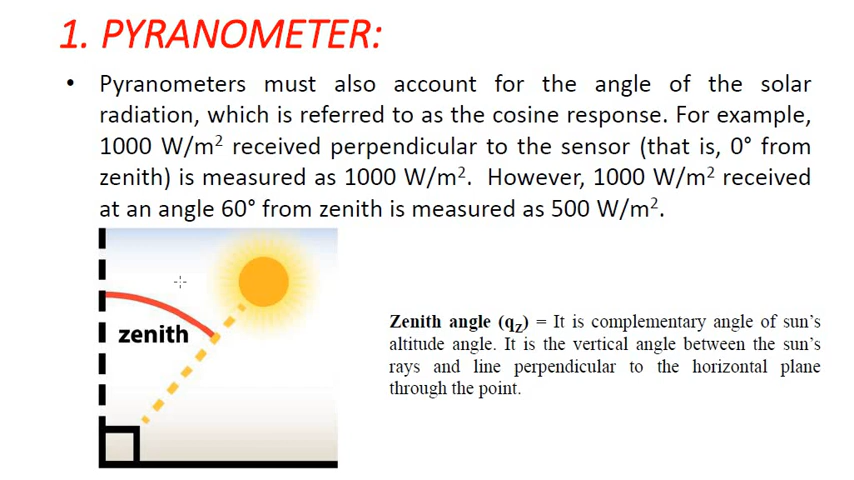 1. PYRANOMETER:
• Pyranometers must also account for the angle of the solar
radiation, which is referred to as the cosine response. For example,
1000 W/m² received perpendicular to the sensor (that is, 0° from
zenith) is measured as 1000 W/m². However, 1000 W/m² received
at an angle 60° from zenith is measured as 500 W/m².
zenith
Zenith angle (qz) = It is complementary angle of sun's
altitude angle. It is the vertical angle between the sun's
rays and line perpendicular to the horizontal plane
through the point.